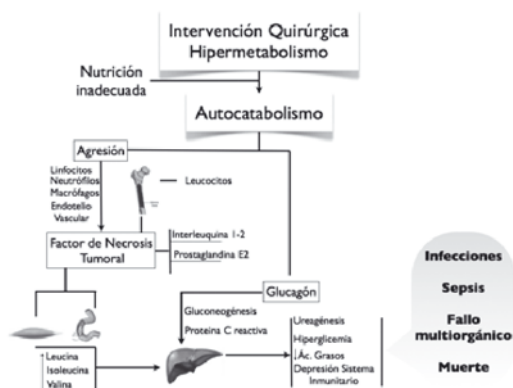 Intervención Quirúrgica
Hipermetabolismo
Nutrición
inadecuada
Autocatabolismo
Agresión
Linfocitos
Neutrófilos
Macrófagos
Endotelio
Vascular
Leucocitos
Factor de Necrosis
Tumoral
Interleuquina 1-2
Prostaglandina E2
Glucagón
Gluconeogénesis
Proteina C reactiva
↑ Leucina
Isoleucina
Valina
Ureagénesis
Hiperglicemia
↓Ác. Grasos
Depresión Sistema
Inmunitario
Infecciones
Sepsis
Fallo
multiorgánico
Muerte